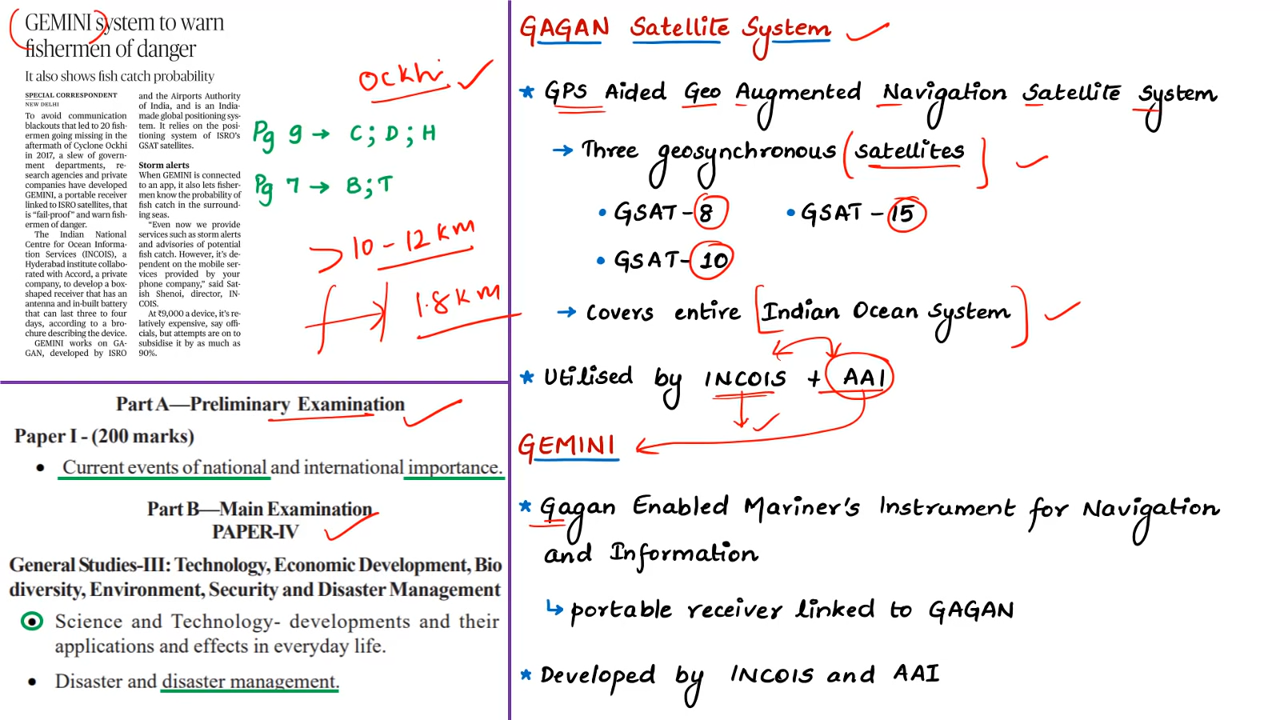 GEMINI system to warn
fishermen of danger
It also shows fish catch probability
SPECIAL CORRESPONDENT
NEW DELHI
To avoid communication
blackouts that led to 20 fish-
ermen going missing in the
aftermath of Cyclone Ockhi
in 2017, a slew of govern-
ment departments, re-
search agencies and private
companies have developed
GEMINI, a portable receiver
linked to ISRO satellites, that
is “fail-proof” and warn fish-
ermen of danger.
The Indian National
Centre for Ocean Informa-
tion Services (INCOIS), a
Hyderabad institute collabo-
rated with Accord, a private
company, to develop a box-
shaped receiver that has an
antenna and in-built battery
that can last three to four
days, according to a bro-
chure describing the device.
GEMINI works on GA-
GAN, developed by ISRO
and the Airports Authority
of India, and is an India-
made global positioning sys-
tem. It relies on the posi-
tioning system of ISRO's
GSAT satellites.
Storm alerts
When GEMINI is connected
to an app, it also lets fisher-
men know the probability of
fish catch in the surround-
ing seas.
“Even now we provide
services such as storm alerts
and advisories of potential
fish catch. However, it's de-
pendent on the mobile ser-
vices provided by your
phone company,” said Sat-
ish Shenoi, director, IN-
COIS.
At ₹9,000 a device, it's re-
latively expensive, say offi-
cials, but attempts are on to
subsidise it by as much as
90%.
Ockhi
Pg 9 → C; D; H
Pg 7 → B; T
10 - 12 km
1.8 km
Part A—Preliminary Examination
Paper I - (200 marks)
• Current events of national and international importance.
Part B—Main Examination
PAPER-IV
General Studies-III: Technology, Economic Development, Bio
diversity, Environment, Security and Disaster Management
Science and Technology- developments and their
applications and effects in everyday life.
• Disaster and disaster management.
GAGAN Satellite System
* GPS Aided Geo Augmented Navigation Satellite System
→ Three geosynchronous (satellites]
• GSAT-8 • GSAT-15
• GSAT-10
→ Covers entire [Indian Ocean System]
* Utilised by INCOIS + AAI
GEMINI
* Gagan Enabled Mariner's Instrument for Navigation
and Information
↳ portable receiver linked to GAGAN
* Developed by INCOIS and AAI